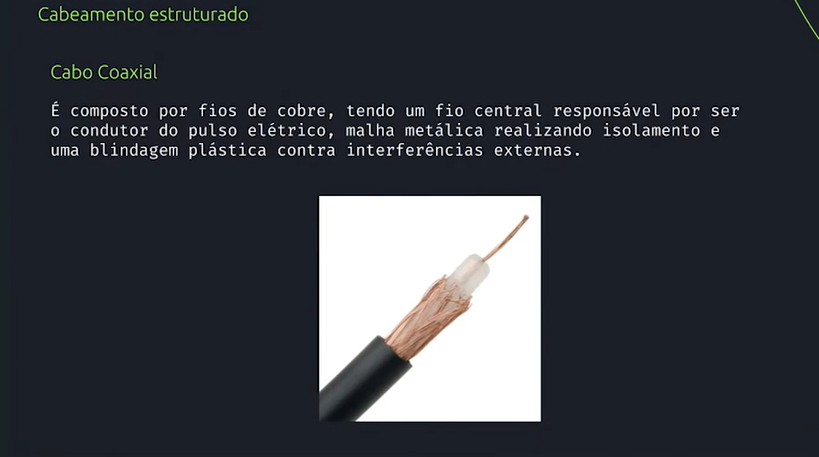 Cabeamento estruturado
Cabo Coaxial
É composto por fios de cobre, tendo um fio central responsável por ser
o condutor do pulso elétrico, malha metálica realizando isolamento e
uma blindagem plástica contra interferências externas.